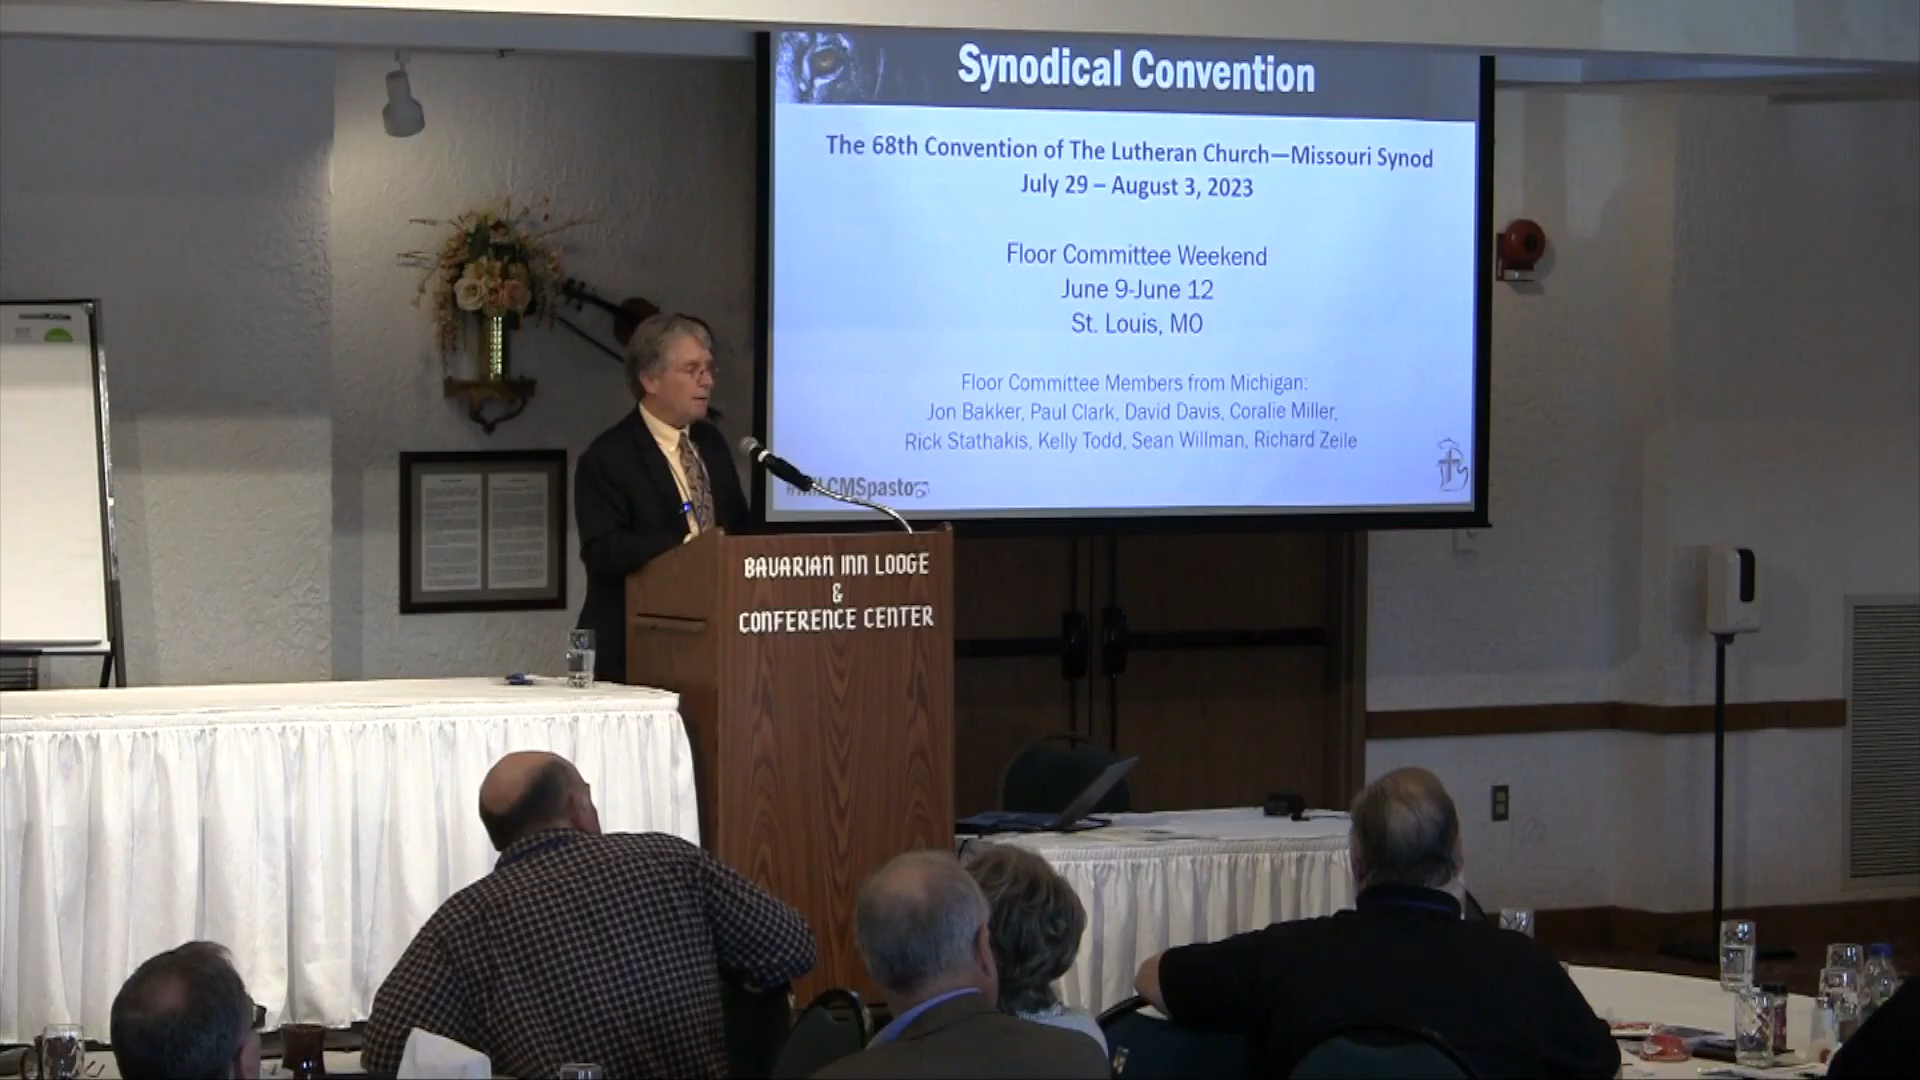 Synodical Convention
The 68th Convention of The Lutheran Church—Missouri Synod
July 29 – August 3, 2023
Floor Committee Weekend
June 9-June 12
St. Louis, MO
Floor Committee Members from Michigan:
Jon Bakker, Paul Clark, David Davis, Coralie Miller,
Rick Stathakis, Kelly Todd, Sean Willman, Richard Zeile
BAVARIAN INN LODGE
&
CONFERENCE CENTER